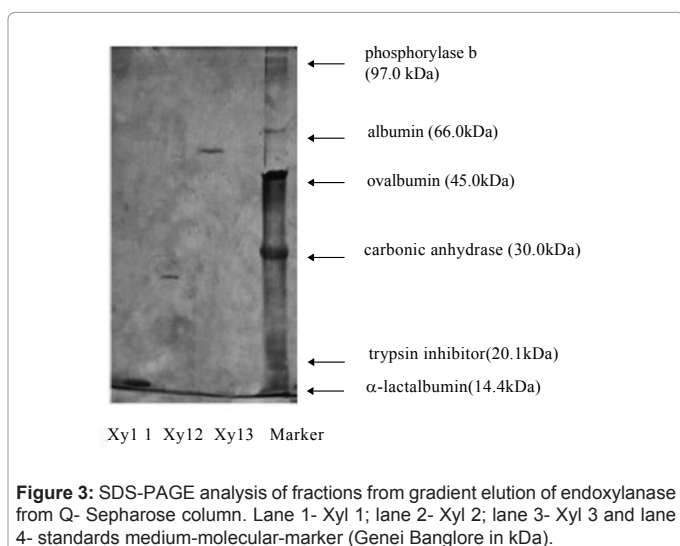 phosphorylase b
(97.0 kDa)
albumin (66.0kDa)
ovalbumin (45.0kDa)
carbonic anhydrase (30.0kDa)
trypsin inhibitor(20.1kDa)
α-lactalbumin(14.4kDa)
Xy1 1 Xy12 Xy13 Marker
Figure 3: SDS-PAGE analysis of fractions from gradient elution of endoxylanase
from Q- Sepharose column. Lane 1- Xyl 1; lane 2- Xyl 2; lane 3- Xyl 3 and lane
4- standards medium-molecular-marker (Genei Banglore in kDa).